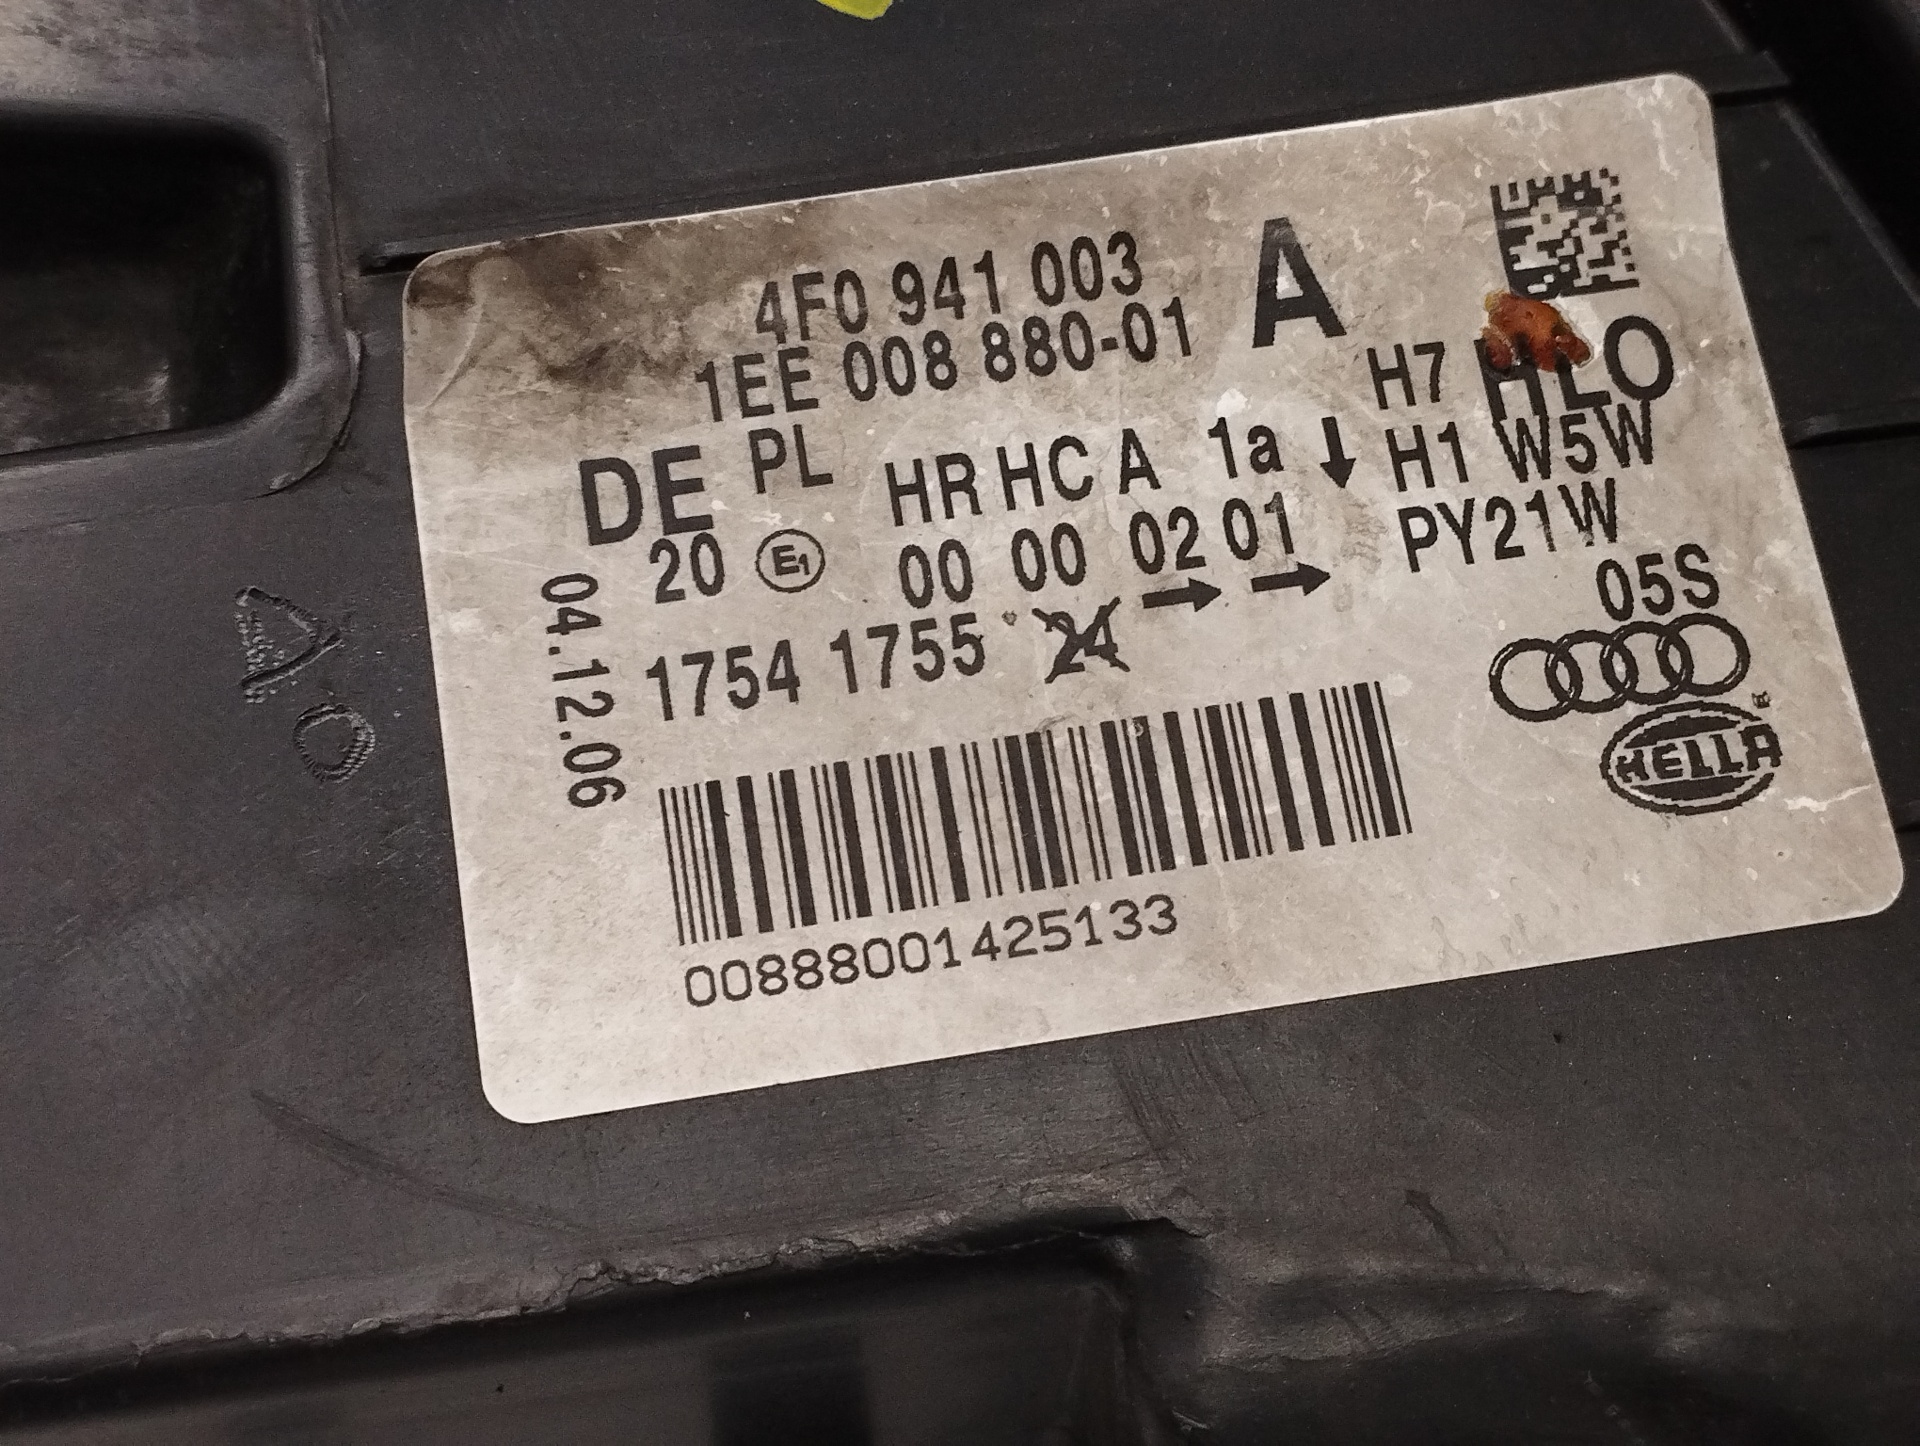 4F0 941 003
A
1EE 008 880-01
H7 HLO
DE PL HR HC A 1a ↓ H1 W5W
20 E1 00 00 02 01 PY21W
05S
1754 1755 24 → →
04.12.06
HELLA
00888001425133